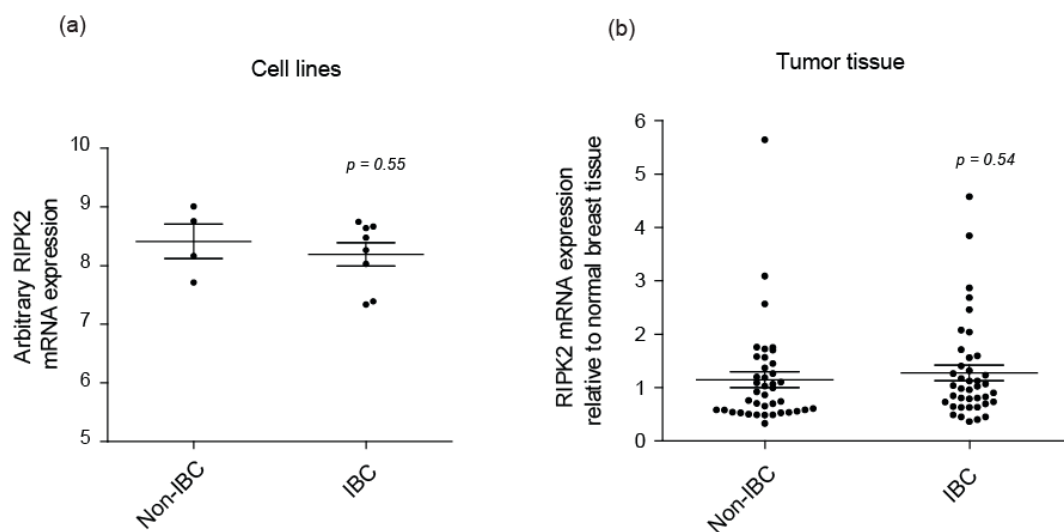 (a)
Cell lines
Arbitrary RIPK2
mRNA expression
10
9
8
7
6
5
p = 0.55
Non-IBC
IBC
(b)
Tumor tissue
RIPK2 mRNA expression
relative to normal breast tissue
6
5
4
3
2
1
0
p = 0.54
Non-IBC
IBC